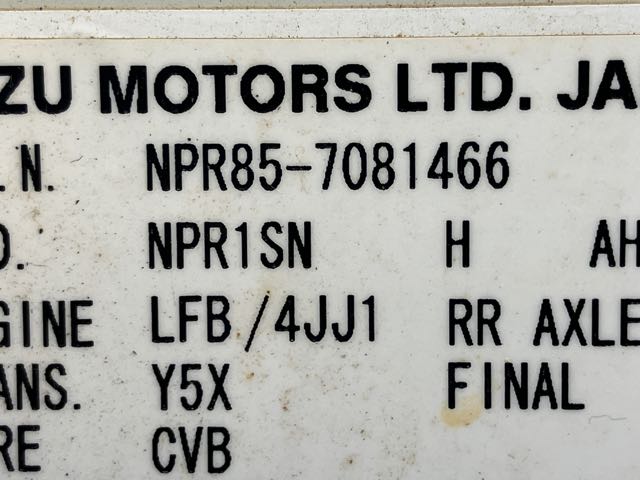 ZU MOTORS LTD. JA
.N. NPR85-7081466
D. NPR1SN H AH
GINE LFB/4JJ1 RR AXLE
ANS. Y5X FINAL
RE CVB